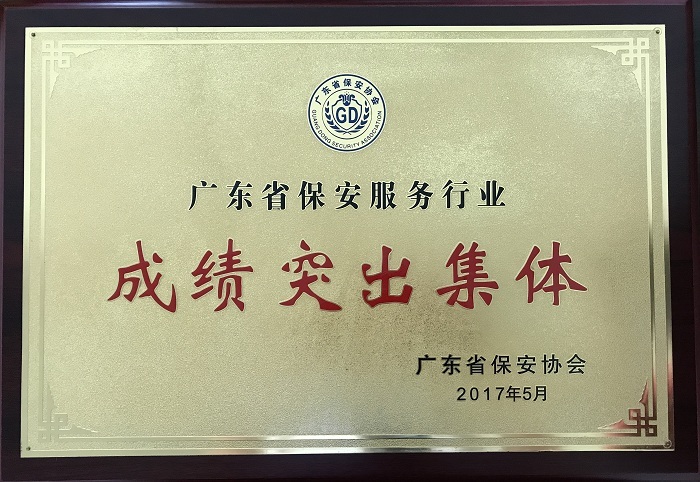 广东省保安协会
GD
GUANG DONG SECURITY ASSOCIATION
广东省保安服务行业
成绩突出集体
广东省保安协会
2017年5月